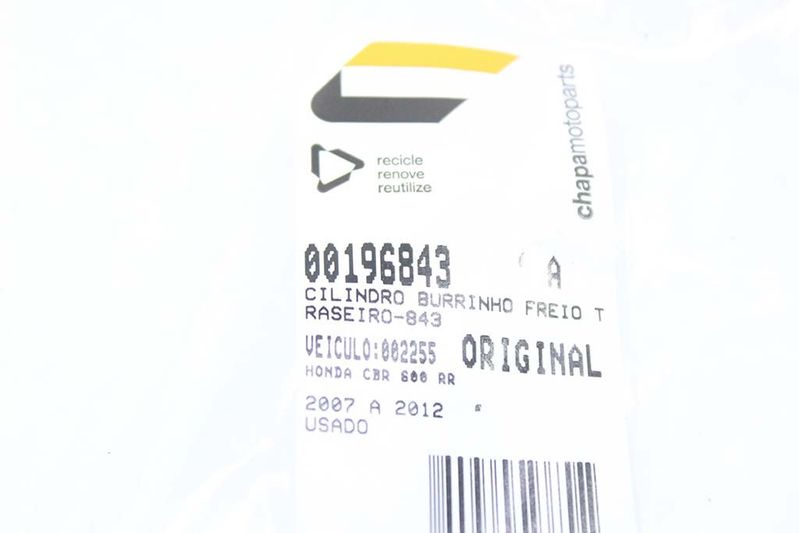 chapamotoparts
recicle
renove
reutilize
00196843 A
CILINDRO BURRINHO FREIO T
RASEIRO-843
VEICULO:002255 ORIGINAL
HONDA CBR 600 RR
2007 A 2012
USADO